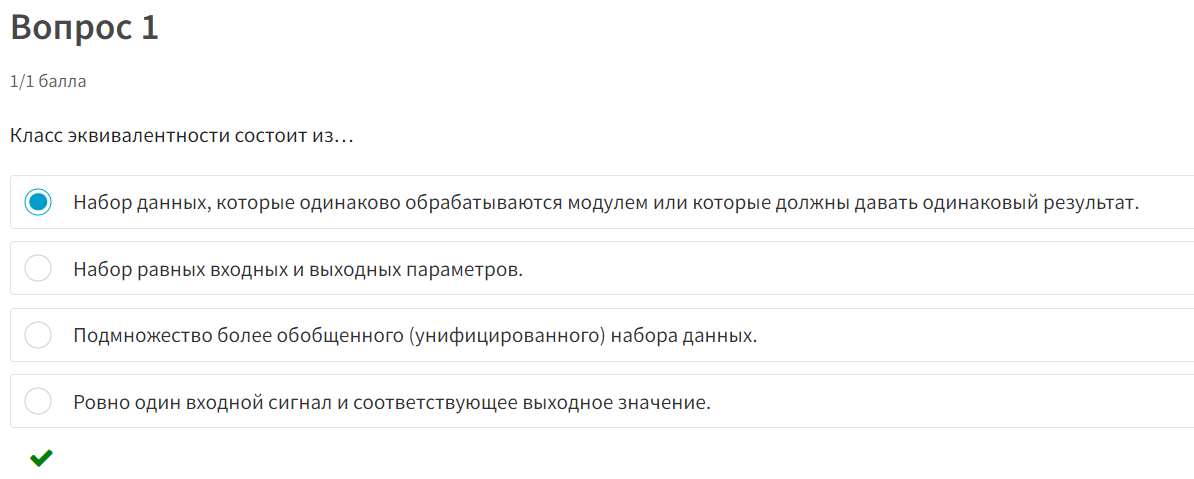 Вопрос 1
1/1 балла
Класс эквивалентности состоит из…
Набор данных, которые одинаково обрабатываются модулем или которые должны давать одинаковый результат.
Набор равных входных и выходных параметров.
Подмножество более обобщенного (унифицированного) набора данных.
Ровно один входной сигнал и соответствующее выходное значение.